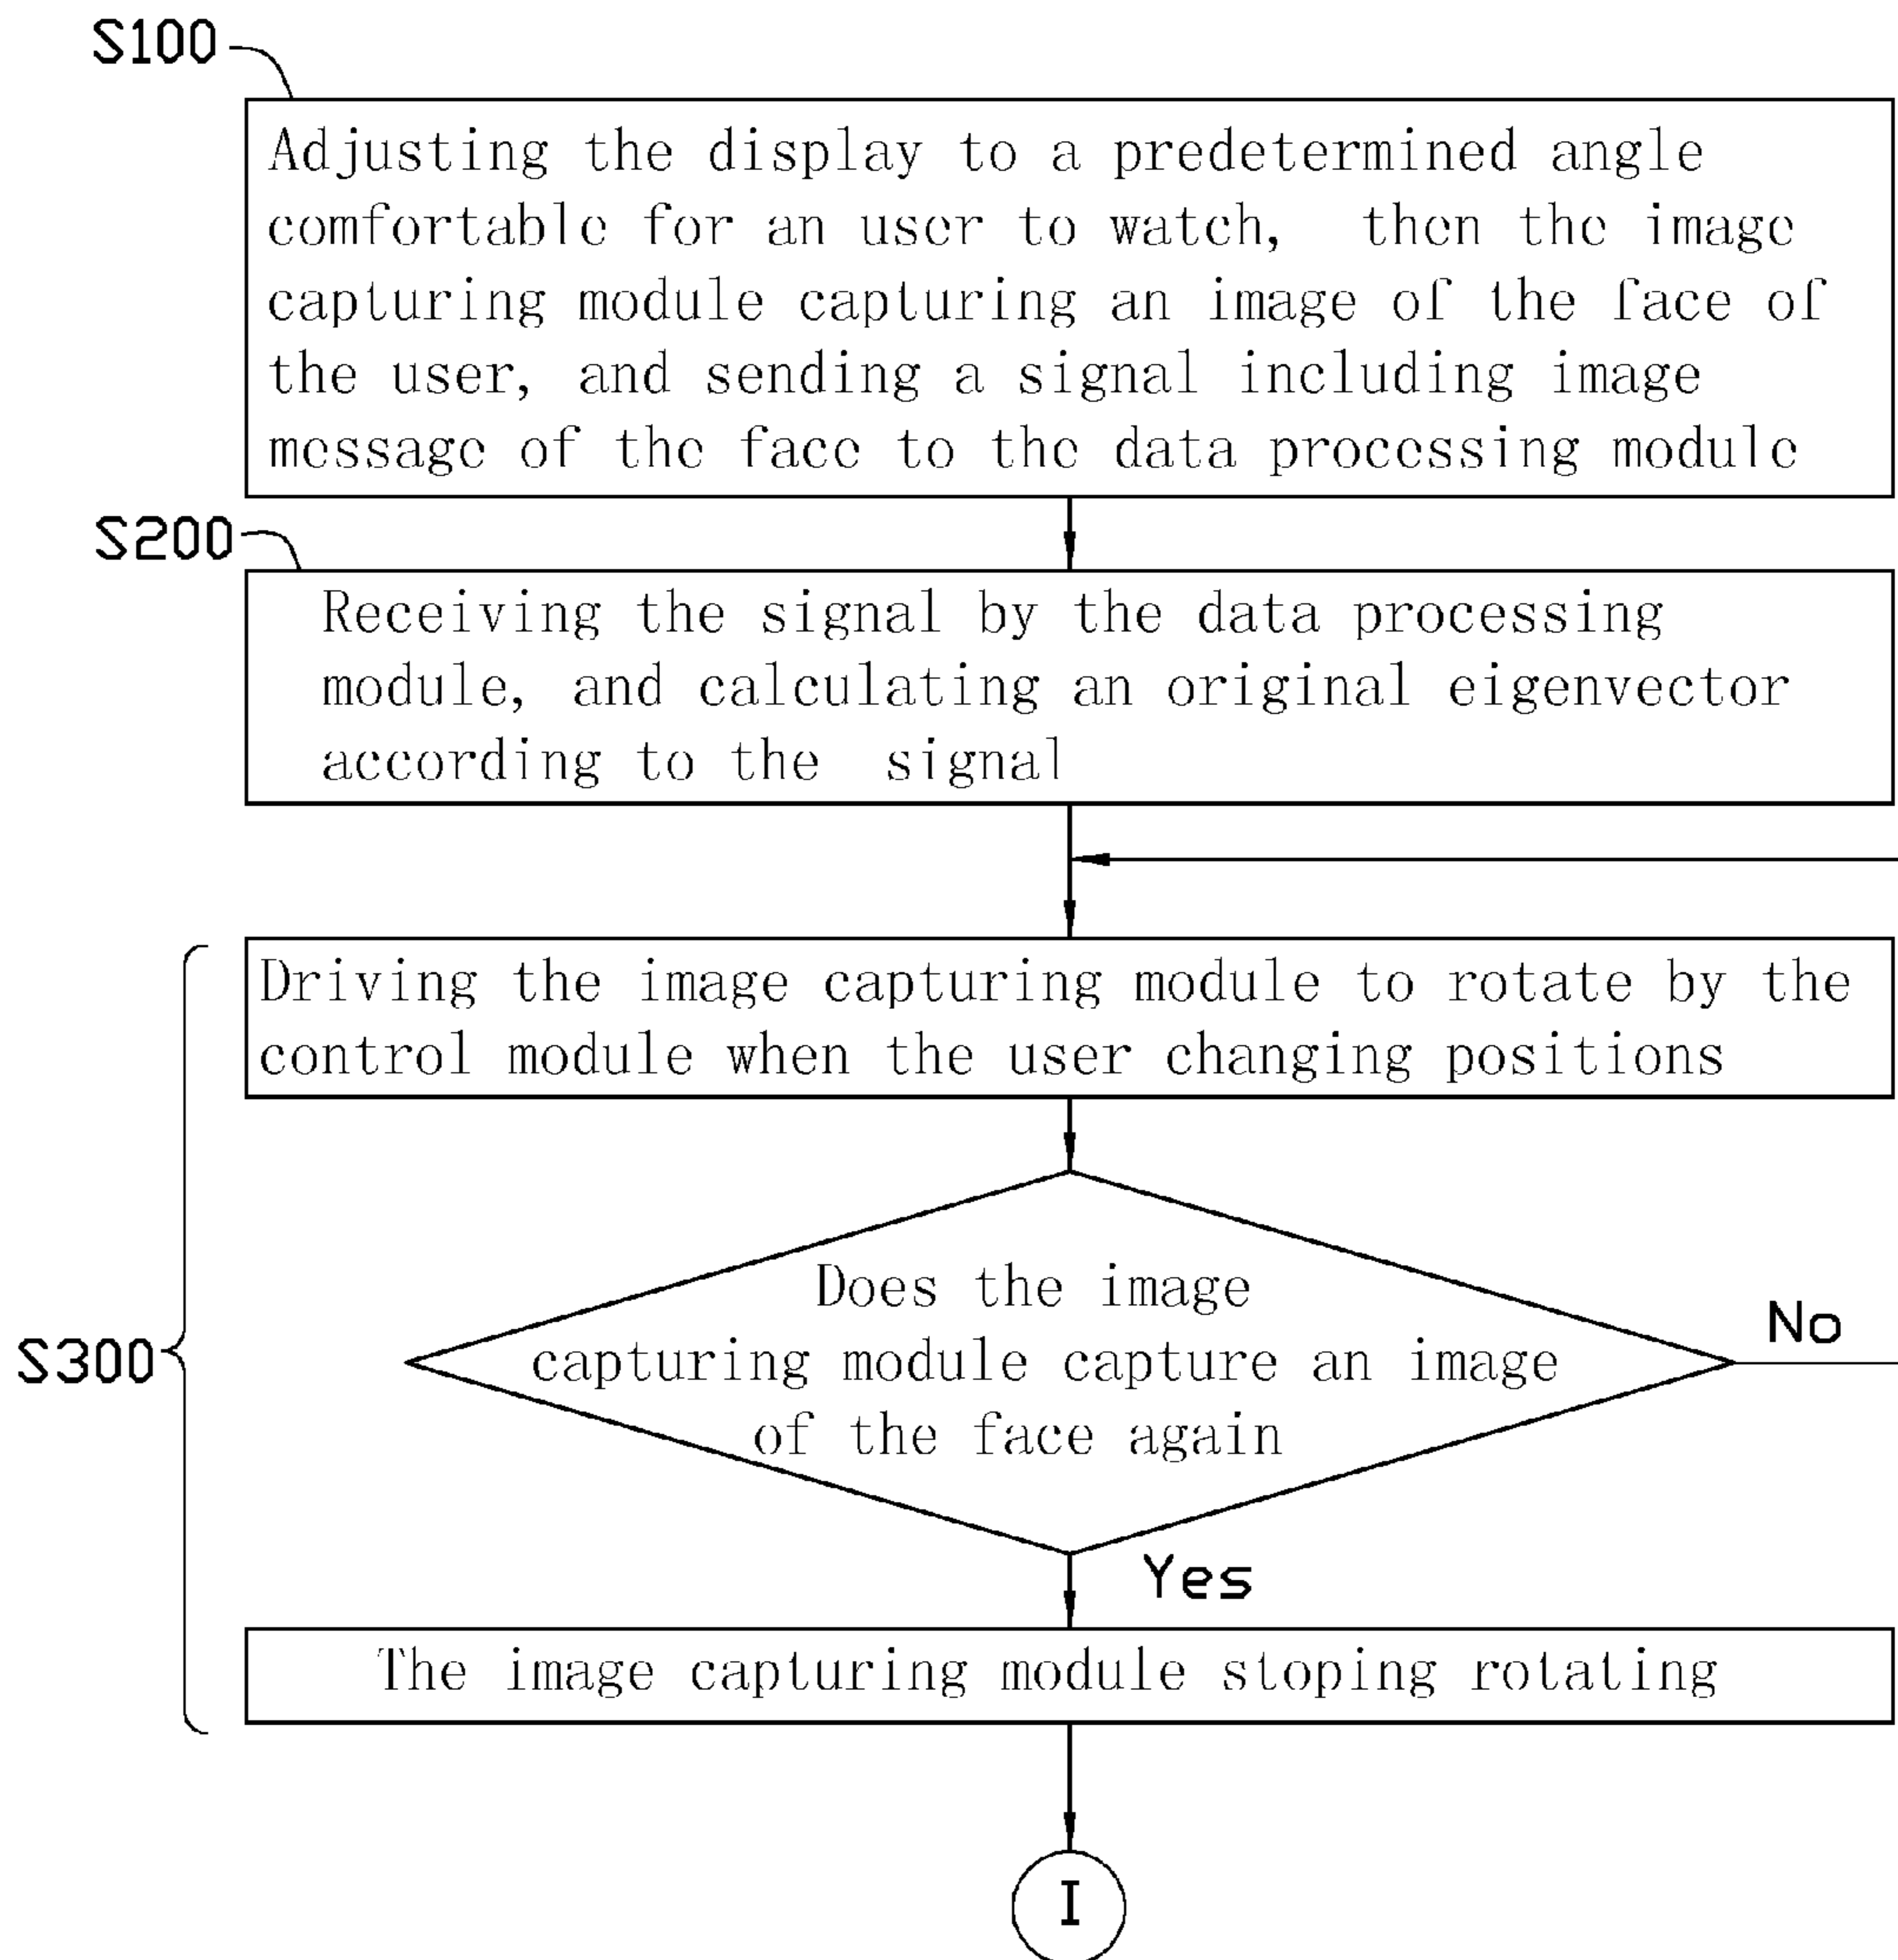 S100
Adjusting the display to a predetermined angle
comfortable for an user to watch, then the image
capturing module capturing an image of the face of
the user, and sending a signal including image
message of the face to the data processing module
S200
Receiving the signal by the data processing
module, and calculating an original eigenvector
according to the signal
S300
Driving the image capturing module to rotate by the
control module when the user changing positions
Does the image
capturing module capture an image
of the face again
No
Yes
The image capturing module stoping rotating
I